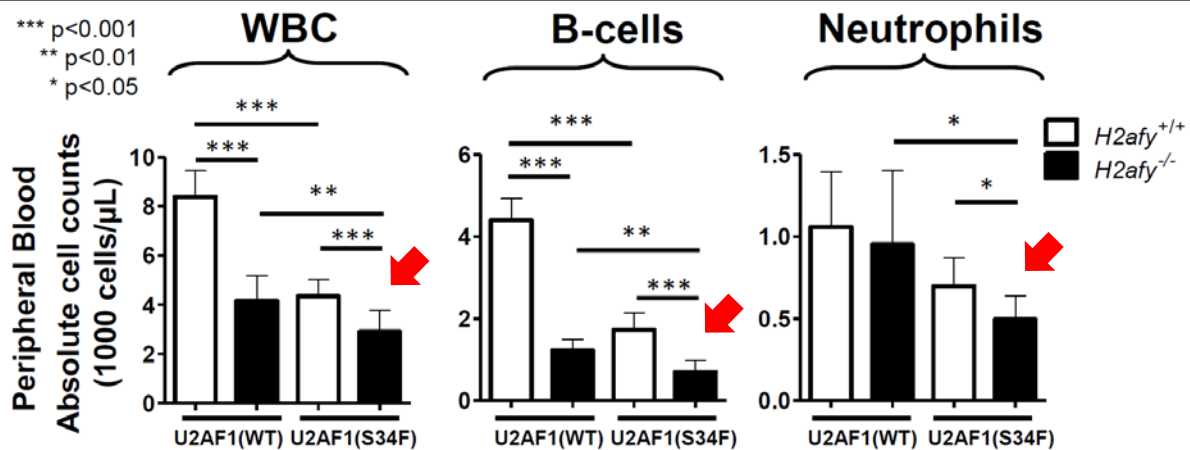 *** p<0.001
** p<0.01
* p<0.05
WBC
B-cells
Neutrophils
Peripheral Blood
Absolute cell counts
(1000 cells/µL)
***
***
**
***
10
8
6
4
2
0
U2AF1(WT) U2AF1(S34F)
***
***
**
***
6
4
2
0
U2AF1(WT) U2AF1(S34F)
*
*
1.5
1.0
0.5
0.0
U2AF1(WT) U2AF1(S34F)
H2afy+/+
H2afy-/-